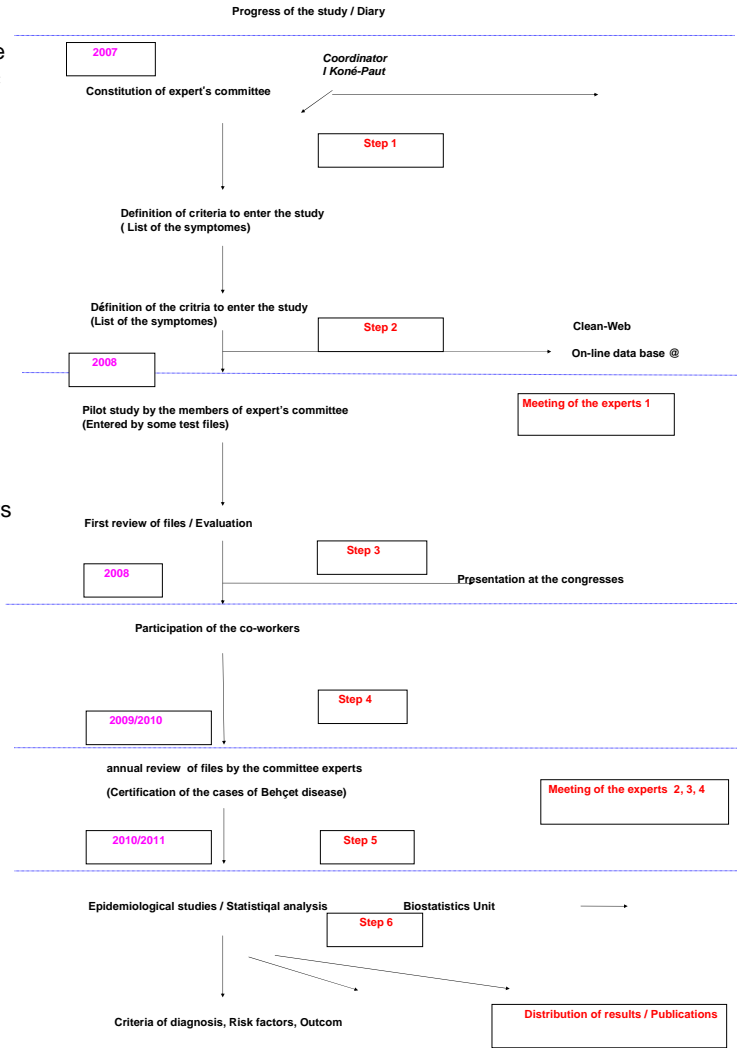 Progress of the study / Diary
e
2007
Coordinator
I Koné-Paut
Constitution of expert's committee
Step 1
Definition of criteria to enter the study
( List of the symptomes)
Définition of the critria to enter the study
(List of the symptomes)
Step 2
Clean-Web
On-line data base @
2008
Meeting of the experts 1
Pilot study by the members of expert's committee
(Entered by some test files)
s
First review of files / Evaluation
Step 3
2008
Presentation at the congresses
Participation of the co-workers
Step 4
2009/2010
annual review of files by the committee experts
(Certification of the cases of Behçet disease)
Meeting of the experts 2, 3, 4
2010/2011
Step 5
Epidemiological studies / Statistiqal analysis
Biostatistics Unit
Step 6
Distribution of results / Publications
Criteria of diagnosis, Risk factors, Outcom